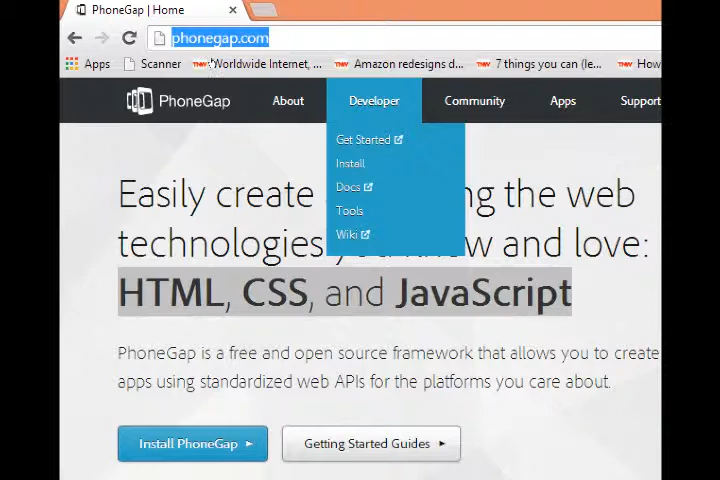 PhoneGap | Home
phonegap.com
Apps Scanner Worldwide Internet, ... Amazon redesigns d... 7 things you can (le... How
PhoneGap About Developer Community Apps Support
Get Started
Install
Docs
Tools
Wiki
Easily create ng the web
technologies you know and love:
HTML, CSS, and JavaScript
PhoneGap is a free and open source framework that allows you to create
apps using standardized web APIs for the platforms you care about.
Install PhoneGap Getting Started Guides